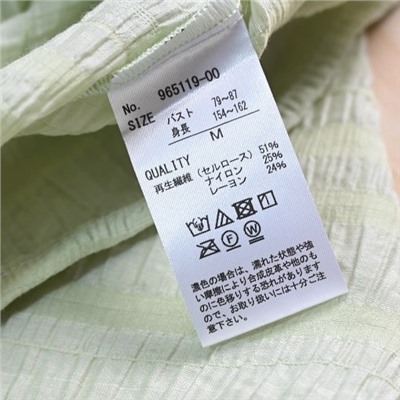 No. 965119-00
SIZE バスト 79~87
身長 154~162
M
QUALITY
再生繊維(セルロース) 51%
ナイロン 25%
レーヨン 24%
F W
濃色の場合は、濡れた状態や強
い摩擦により合成皮革や他のも
のに色移りする恐れがあります
ので、お取り扱いには十分ご注
意下さい。